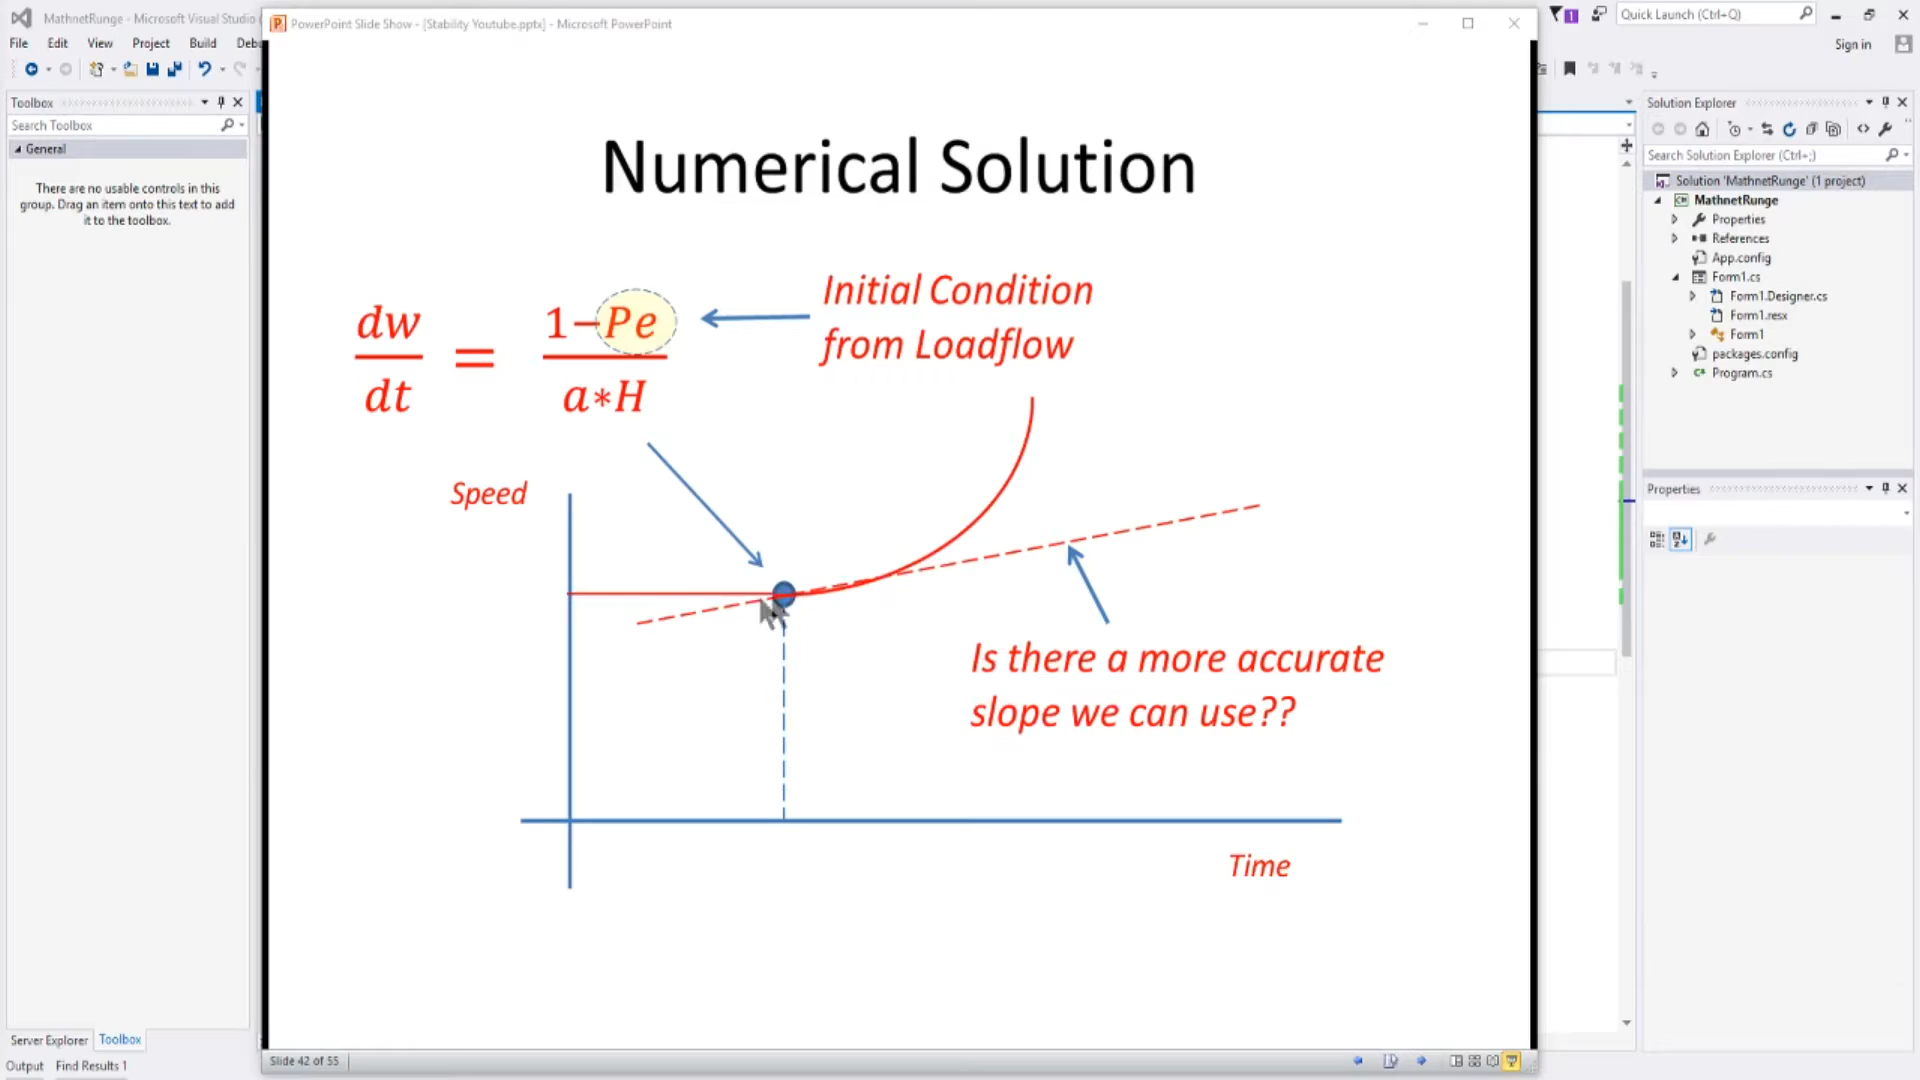 MathnetRunge - Microsoft Visual Studio
PowerPoint Slide Show - [Stability Youtube.pptx] - Microsoft PowerPoint
1
Quick Launch (Ctrl+Q)
File Edit View Project Build
Sign in
Toolbox
Search Toolbox
General
There are no usable controls in this
group. Drag an item onto this text to add
it to the toolbox.
Numerical Solution
dw
dt
=
1−Pe
a∗H
Initial Condition
from Loadflow
Speed
Is there a more accurate
slope we can use??
Time
Slide 42 of 55
Solution Explorer
Search Solution Explorer (Ctrl+;)
Solution 'MathnetRunge' (1 project)
MathnetRunge
Properties
References
App.config
Form1.cs
Form1.Designer.cs
Form1.resx
Form1
packages.config
Program.cs
Properties
Server Explorer Toolbox
Output Find Results 1